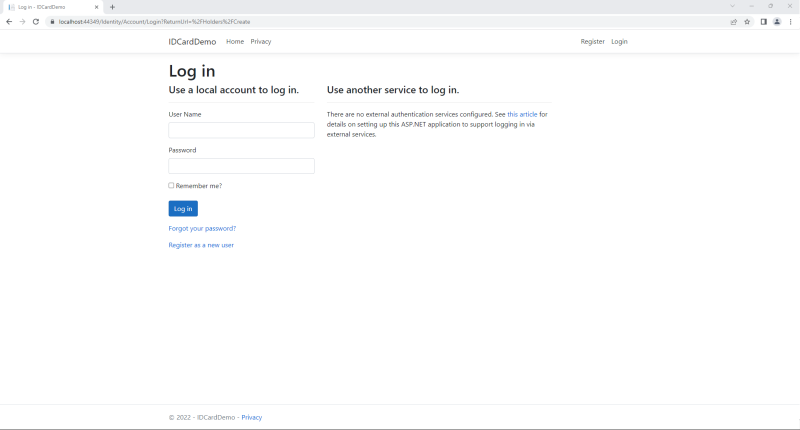 Log in - IDCardDemo
localhost:44349/Identity/Account/Login?ReturnUrl=%2FHolders%2FCreate
IDCardDemo Home Privacy Register Login
Log in
Use a local account to log in.
User Name
Password
Remember me?
Log in
Forgot your password?
Register as a new user
Use another service to log in.
There are no external authentication services configured. See this article for
details on setting up this ASP.NET application to support logging in via
external services.
© 2022 - IDCardDemo - Privacy